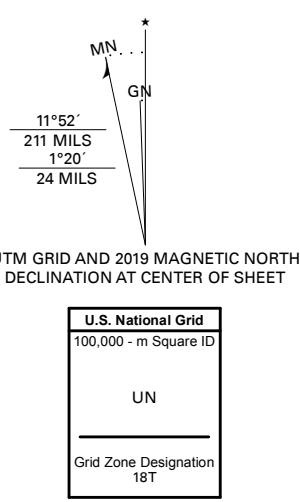 ★
MN
GN
11°52´
211 MILS
1°20´
24 MILS
UTM GRID AND 2019 MAGNETIC NORTH
DECLINATION AT CENTER OF SHEET
U.S. National Grid
100,000 - m Square ID
UN
Grid Zone Designation
18T